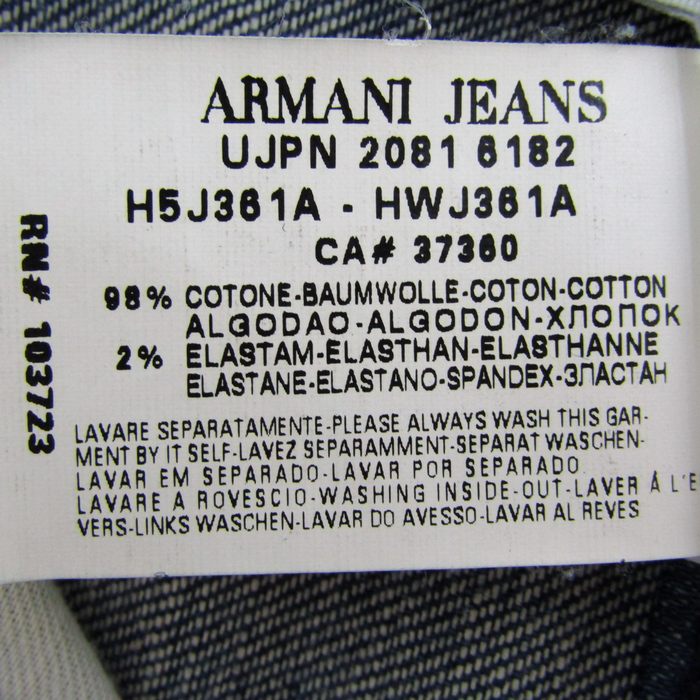 ARMANI JEANS
UJPN 2081 6182
H5J361A - HWJ361A
CA# 37360
98% COTONE-BAUMWOLLE-COTON-COTTON
ALGODAO-ALGODON-ХЛОПОК
2% ELASTAM-ELASTHAN-ELASTHANNE
ELASTANE-ELASTANO-SPANDEX-ЭЛАСТАН
LAVARE SEPARATAMENTE-PLEASE ALWAYS WASH THIS GAR-
MENT BY IT SELF-LAVEZ SEPARAMMENT-SEPARAT WASCHEN-
LAVAR EM SEPARADO-LAVAR POR SEPARADO.
LAVARE A ROVESCIO-WASHING INSIDE-OUT-LAVER À L'E
VERS-LINKS WASCHEN-LAVAR DO AVESSO-LAVAR AL REVES
RN# 103723